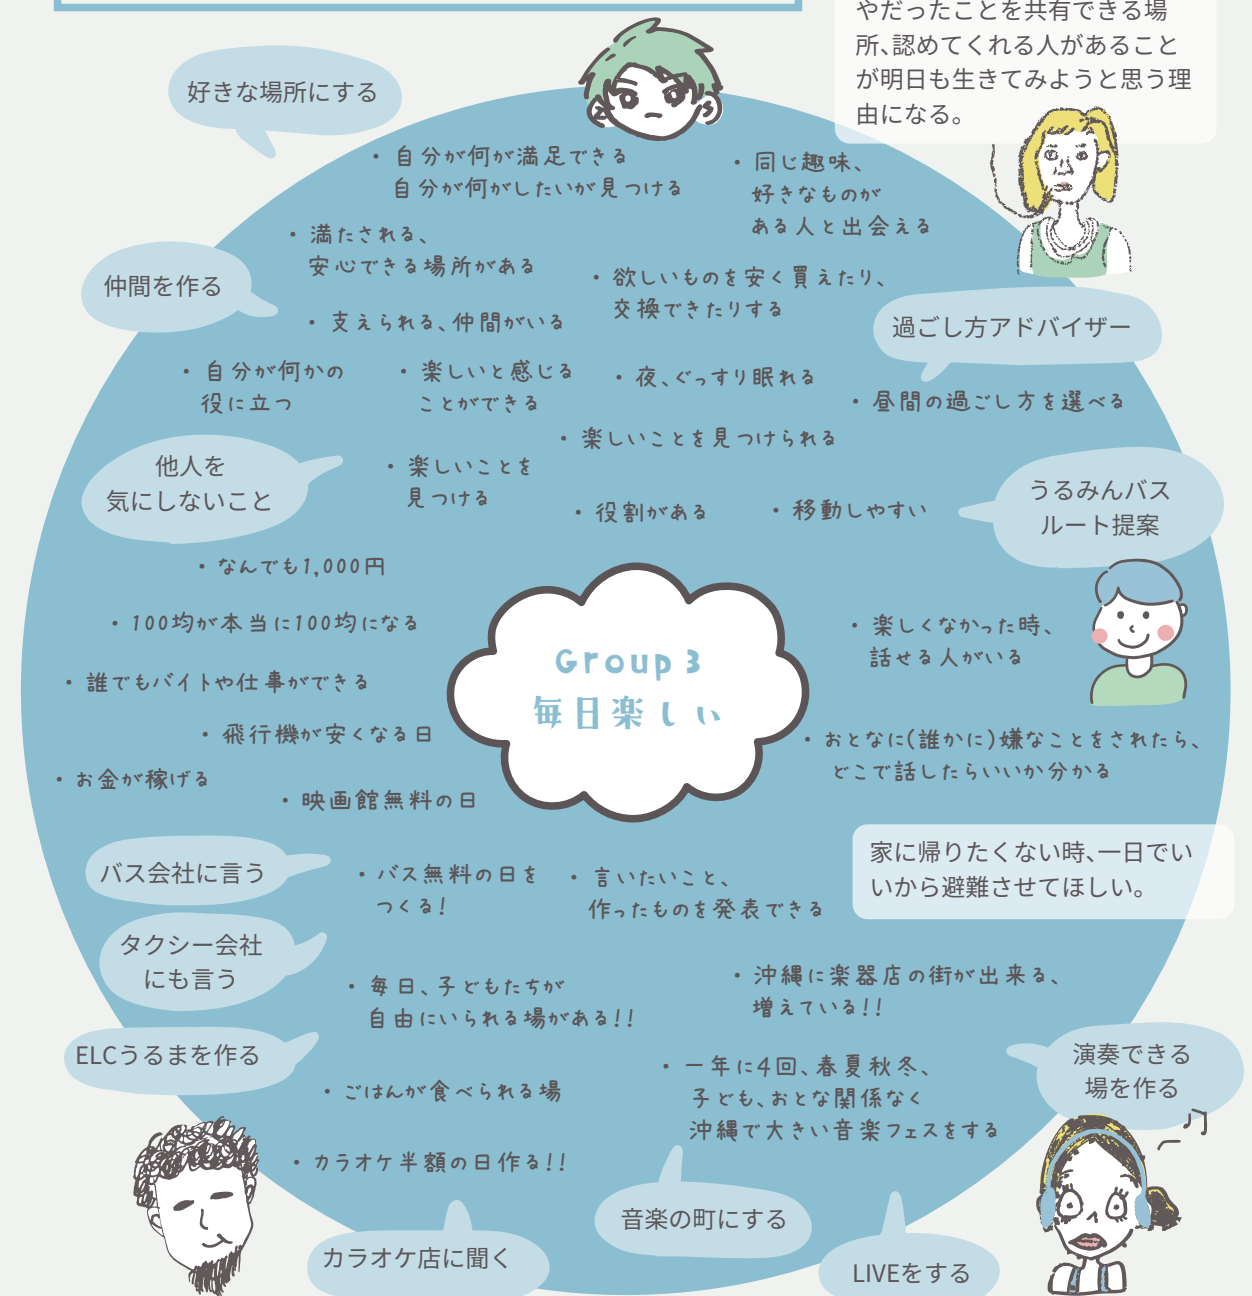 やだったことを共有できる場
所、認めてくれる人があること
が明日も生きてみようと思う理
由になる。
好きな場所にする
・自分が何が満足できる
自分が何がしたいが見つける
・同じ趣味、
好きなものが
ある人と出会える
・満たされる、
安心できる場所がある
仲間を作る
・欲しいものを安く買えたり、
交換できたりする
・支えられる、仲間がいる
過ごし方アドバイザー
・自分が何かの
役に立つ
・楽しいと感じる
ことができる
・夜、ぐっすり眠れる
・昼間の過ごし方を選べる
・楽しいことを見つけられる
他人を
気にしないこと
・楽しいことを
見つける
・役割がある
・移動しやすい
うるみんバス
ルート提案
・なんでも1,000円
・100均が本当に100均になる
・誰でもバイトや仕事ができる
・飛行機が安くなる日
・お金が稼げる
・映画館無料の日
Group 3
毎日楽しい
・楽しくなかった時、
話せる人がいる
・おとなに(誰かに)嫌なことをされたら、
どこで話したらいいか分かる
家に帰りたくない時、一日でい
いから避難させてほしい。
バス会社に言う
・バス無料の日を
つくる!
・言いたいこと、
作ったものを発表できる
タクシー会社
にも言う
・毎日、子どもたちが
自由にいられる場がある!!
・沖縄に楽器店の街が出来る、
増えている!!
ELCうるまを作る
・ごはんが食べられる場
・一年に4回、春夏秋冬、
子ども、おとな関係なく
沖縄で大きい音楽フェスをする
演奏できる
場を作る
・カラオケ半額の日作る!!
カラオケ店に聞く
音楽の町にする
LIVEをする